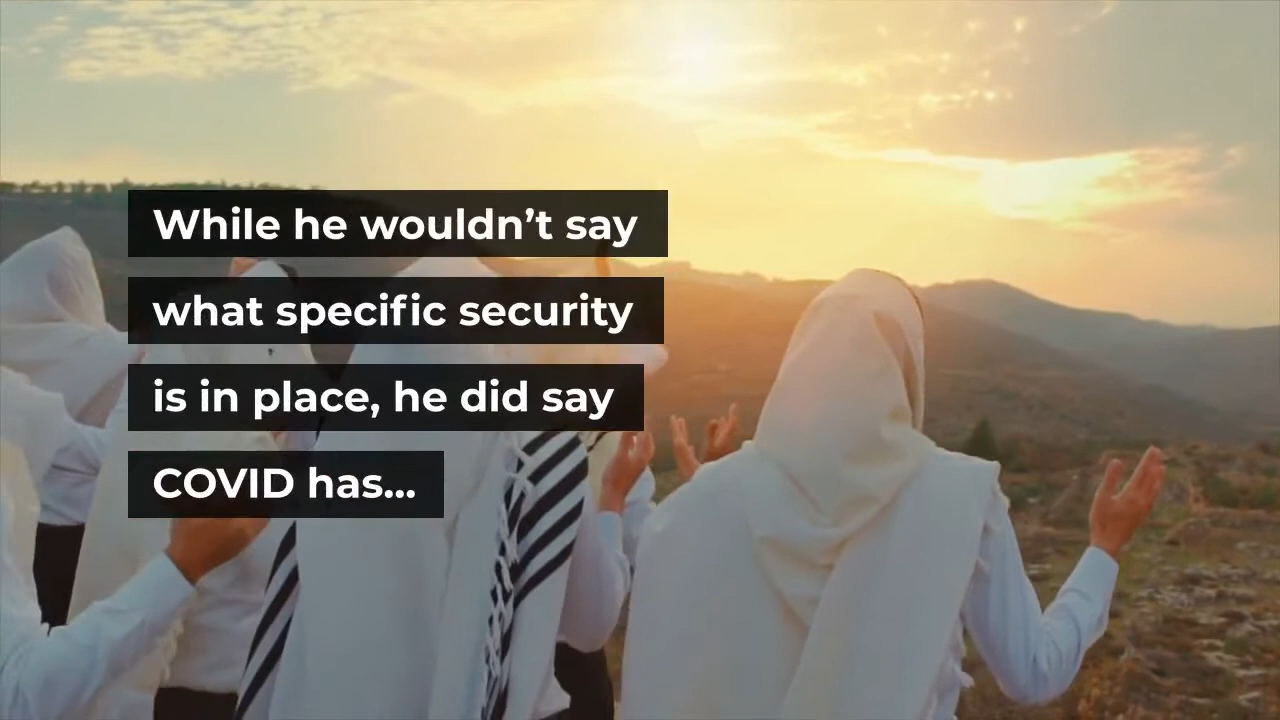 While he wouldn’t say
what specific security
is in place, he did say
COVID has...